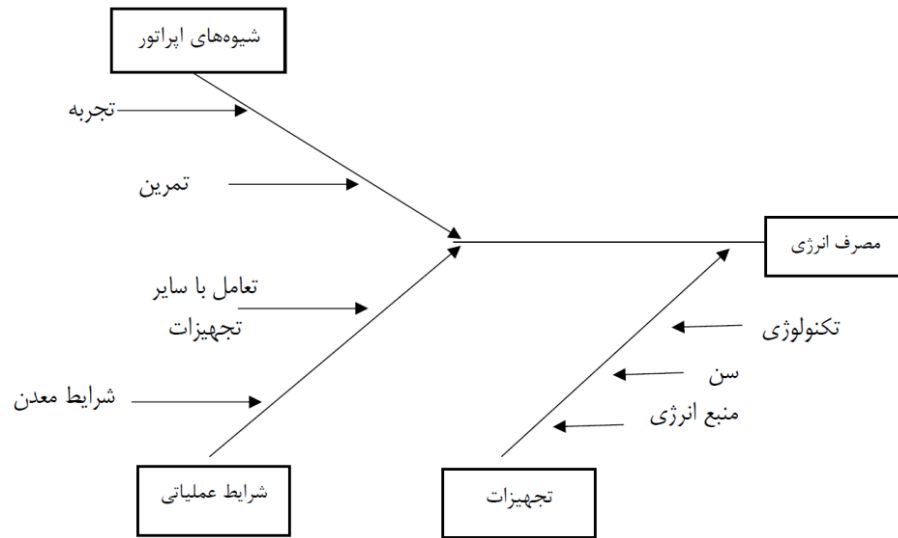 شیوه‌های اپراتور
تجربه
تمرین
مصرف انرژی
تعامل با سایر
تجهیزات
تکنولوژی
سن
شرایط معدن
منبع انرژی
شرایط عملیاتی
تجهیزات